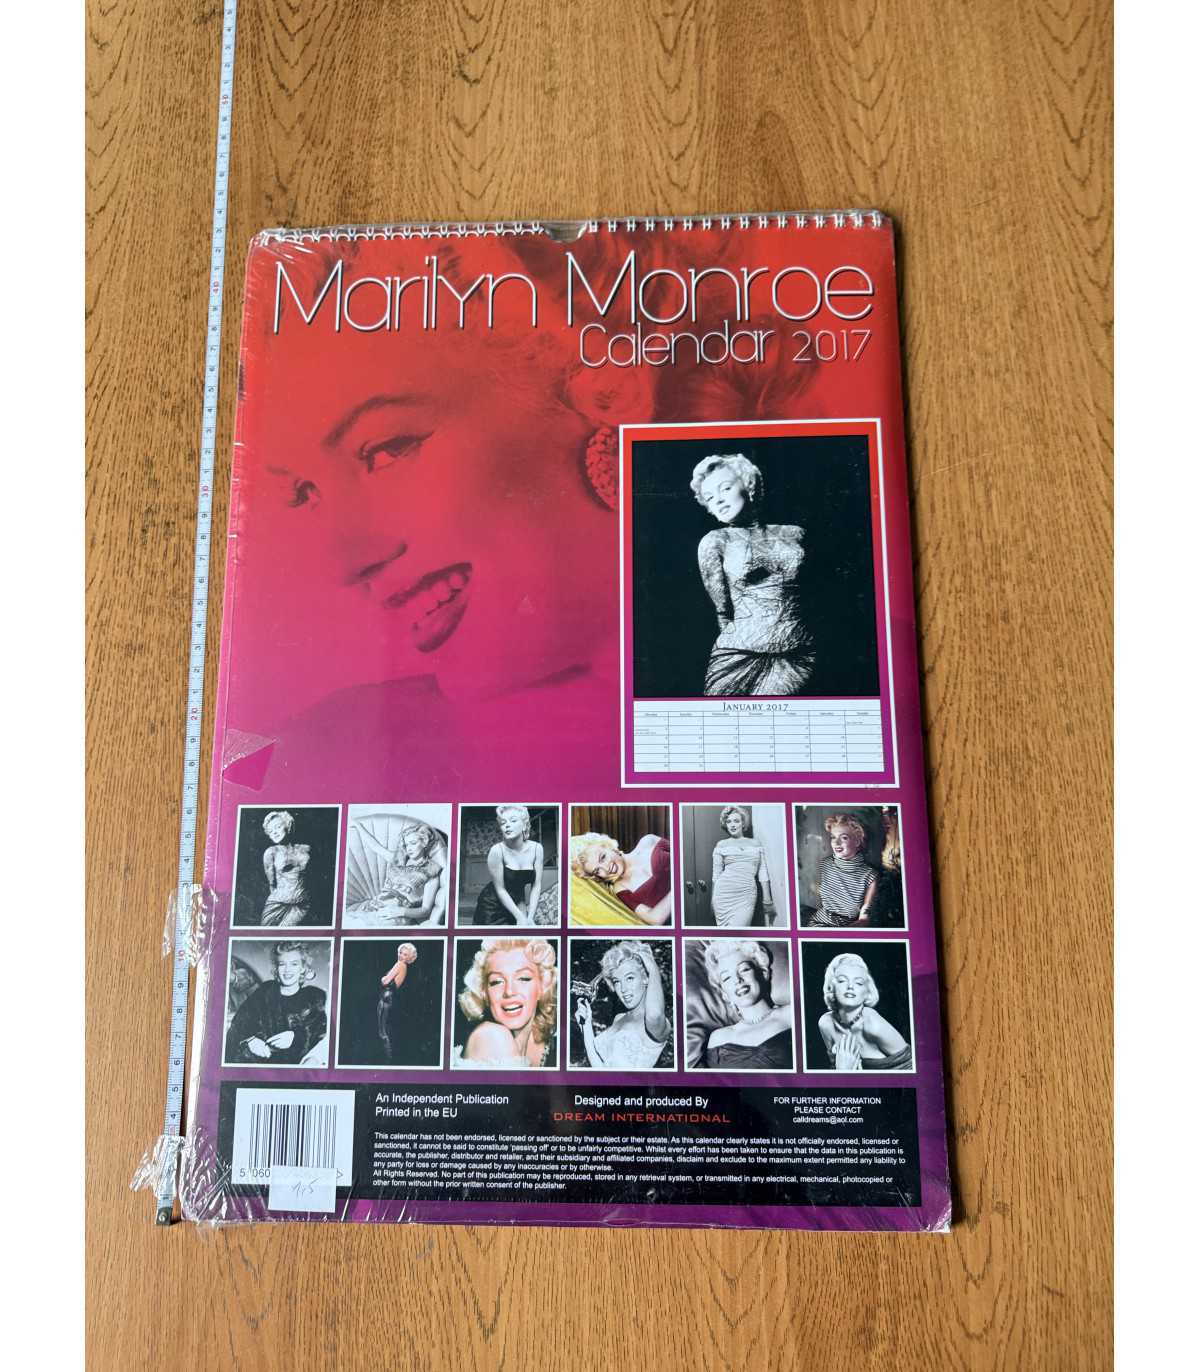 Marilyn Monroe
Calendar 2017
January 2017
An Independent Publication
Printed in the EU
Designed and produced By
DREAM INTERNATIONAL
FOR FURTHER INFORMATION
PLEASE CONTACT
calldreams@aol.com
This calendar has not been endorsed, licensed or sanctioned by the subject or their estate. As this calendar clearly states it is not officially endorsed, licensed or
sanctioned, it cannot be said to constitute 'passing off' or to be unfairly competitive. Whilst every effort has been taken to ensure that the data in this publication is
accurate, the publisher, distributor and retailer, and their subsidiary and affiliated companies, disclaim and exclude to the maximum extent permitted any liability to
any party for loss or damage caused by any inaccuracies or by otherwise.
All Rights Reserved. No part of this publication may be reproduced, stored in any retrieval system, or transmitted in any electrical, mechanical, photocopied or
other form without the prior written consent of the publisher.
5 060